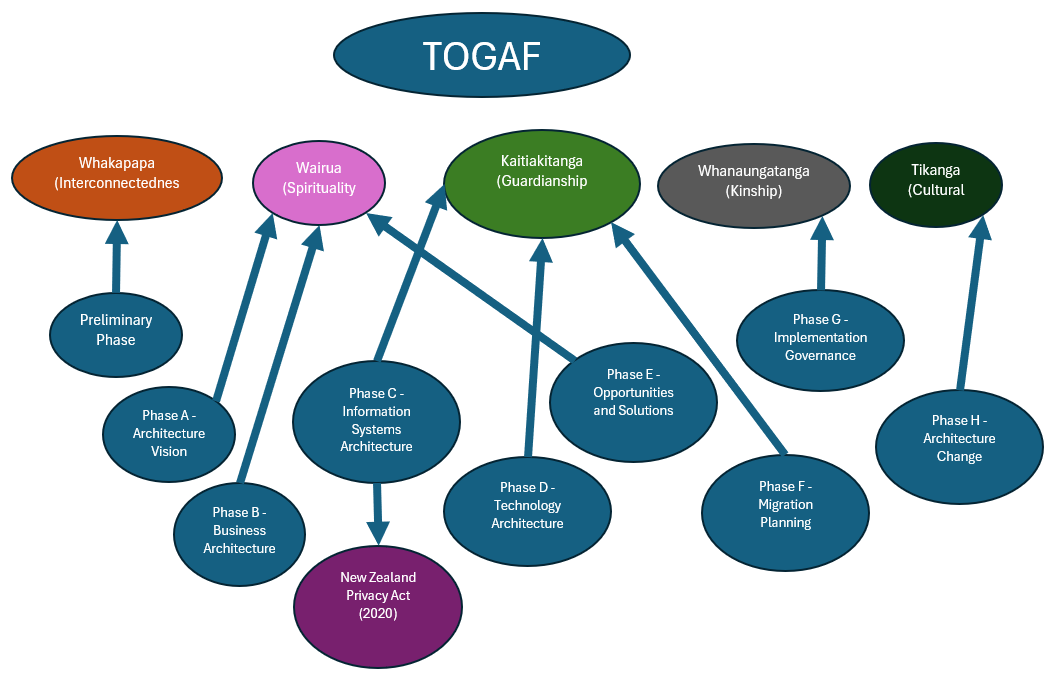 TOGAF
Whakapapa
(Interconnectednes
Wairua
(Spirituality
Kaitiakitanga
(Guardianship
Whanaungatanga
(Kinship)
Tikanga
(Cultural
Preliminary
Phase
Phase A -
Architecture
Vision
Phase B -
Business
Architecture
Phase C -
Information
Systems
Architecture
New Zealand
Privacy Act
(2020)
Phase D -
Technology
Architecture
Phase E -
Opportunities
and Solutions
Phase F -
Migration
Planning
Phase G -
Implementation
Governance
Phase H -
Architecture
Change